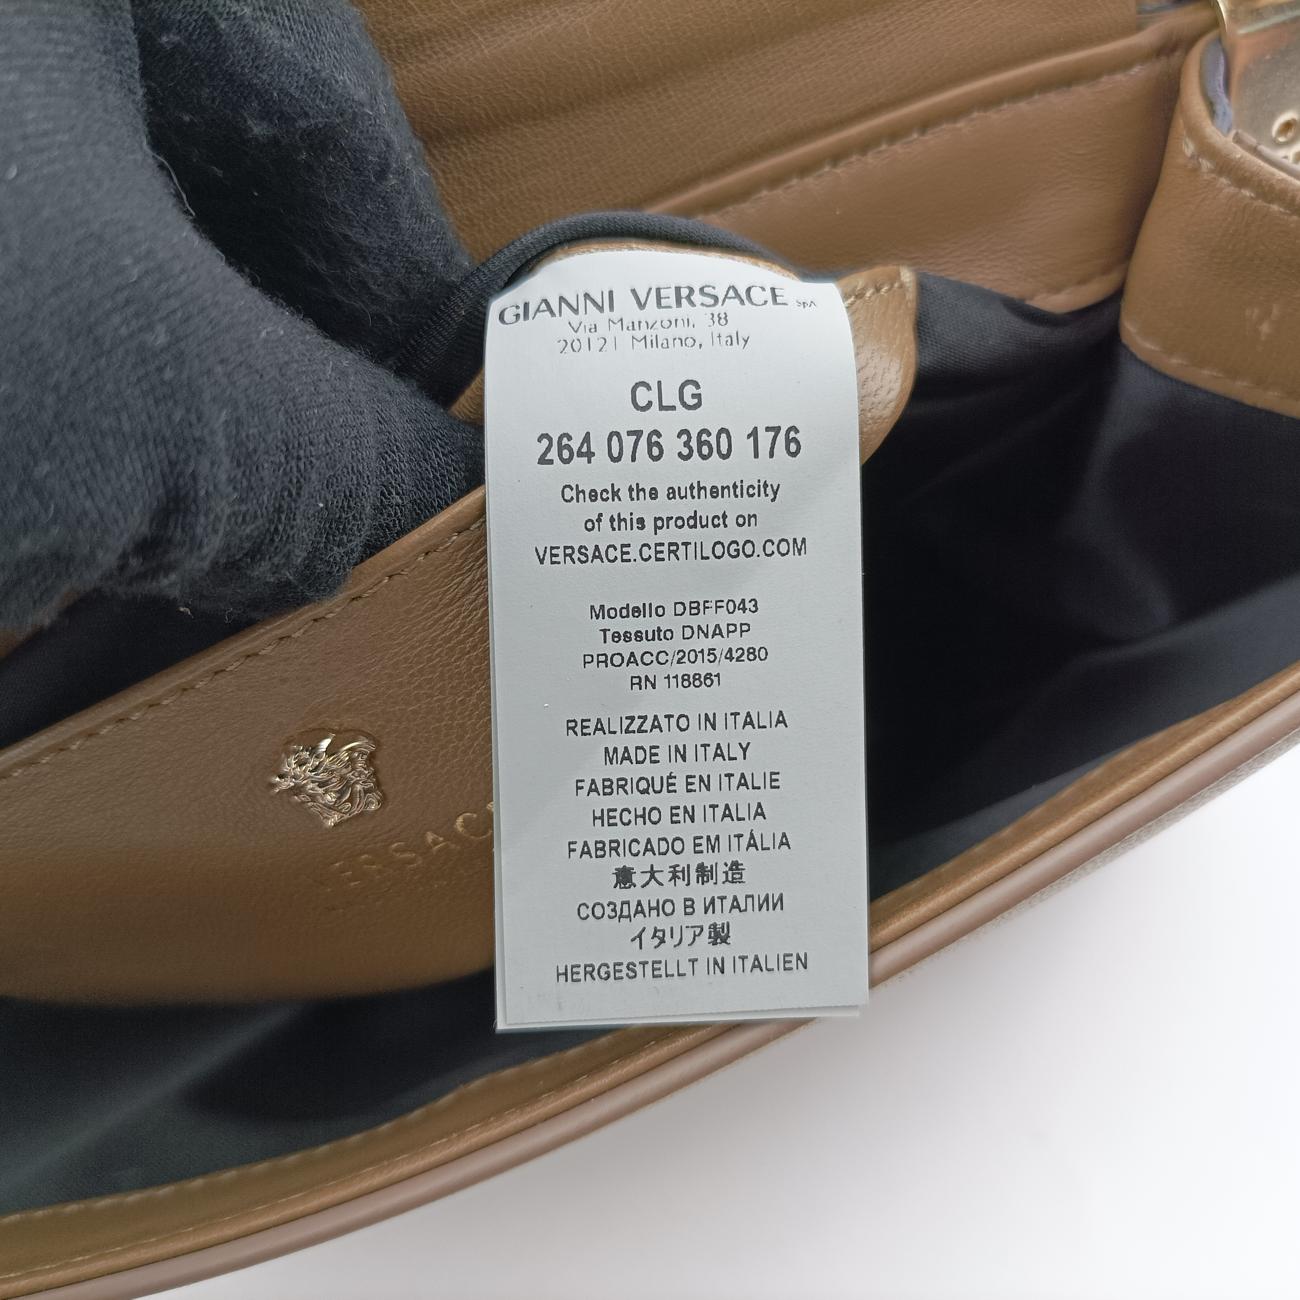 GIANNI VERSACE SpA
Via Manzoni, 38
20121 Milano, Italy
CLG
264 076 360 176
Check the authenticity
of this product on
VERSACE.CERTILOGO.COM
Modello DBFF043
Tessuto DNAPP
PROACC/2015/4280
RN 118861
REALIZZATO IN ITALIA
MADE IN ITALY
FABRIQUÉ EN ITALIE
HECHO EN ITALIA
FABRICADO EM ITÁLIA
意大利制造
СОЗДАНО В ИТАЛИИ
イタリア製
HERGESTELLT IN ITALIEN
VERSAC